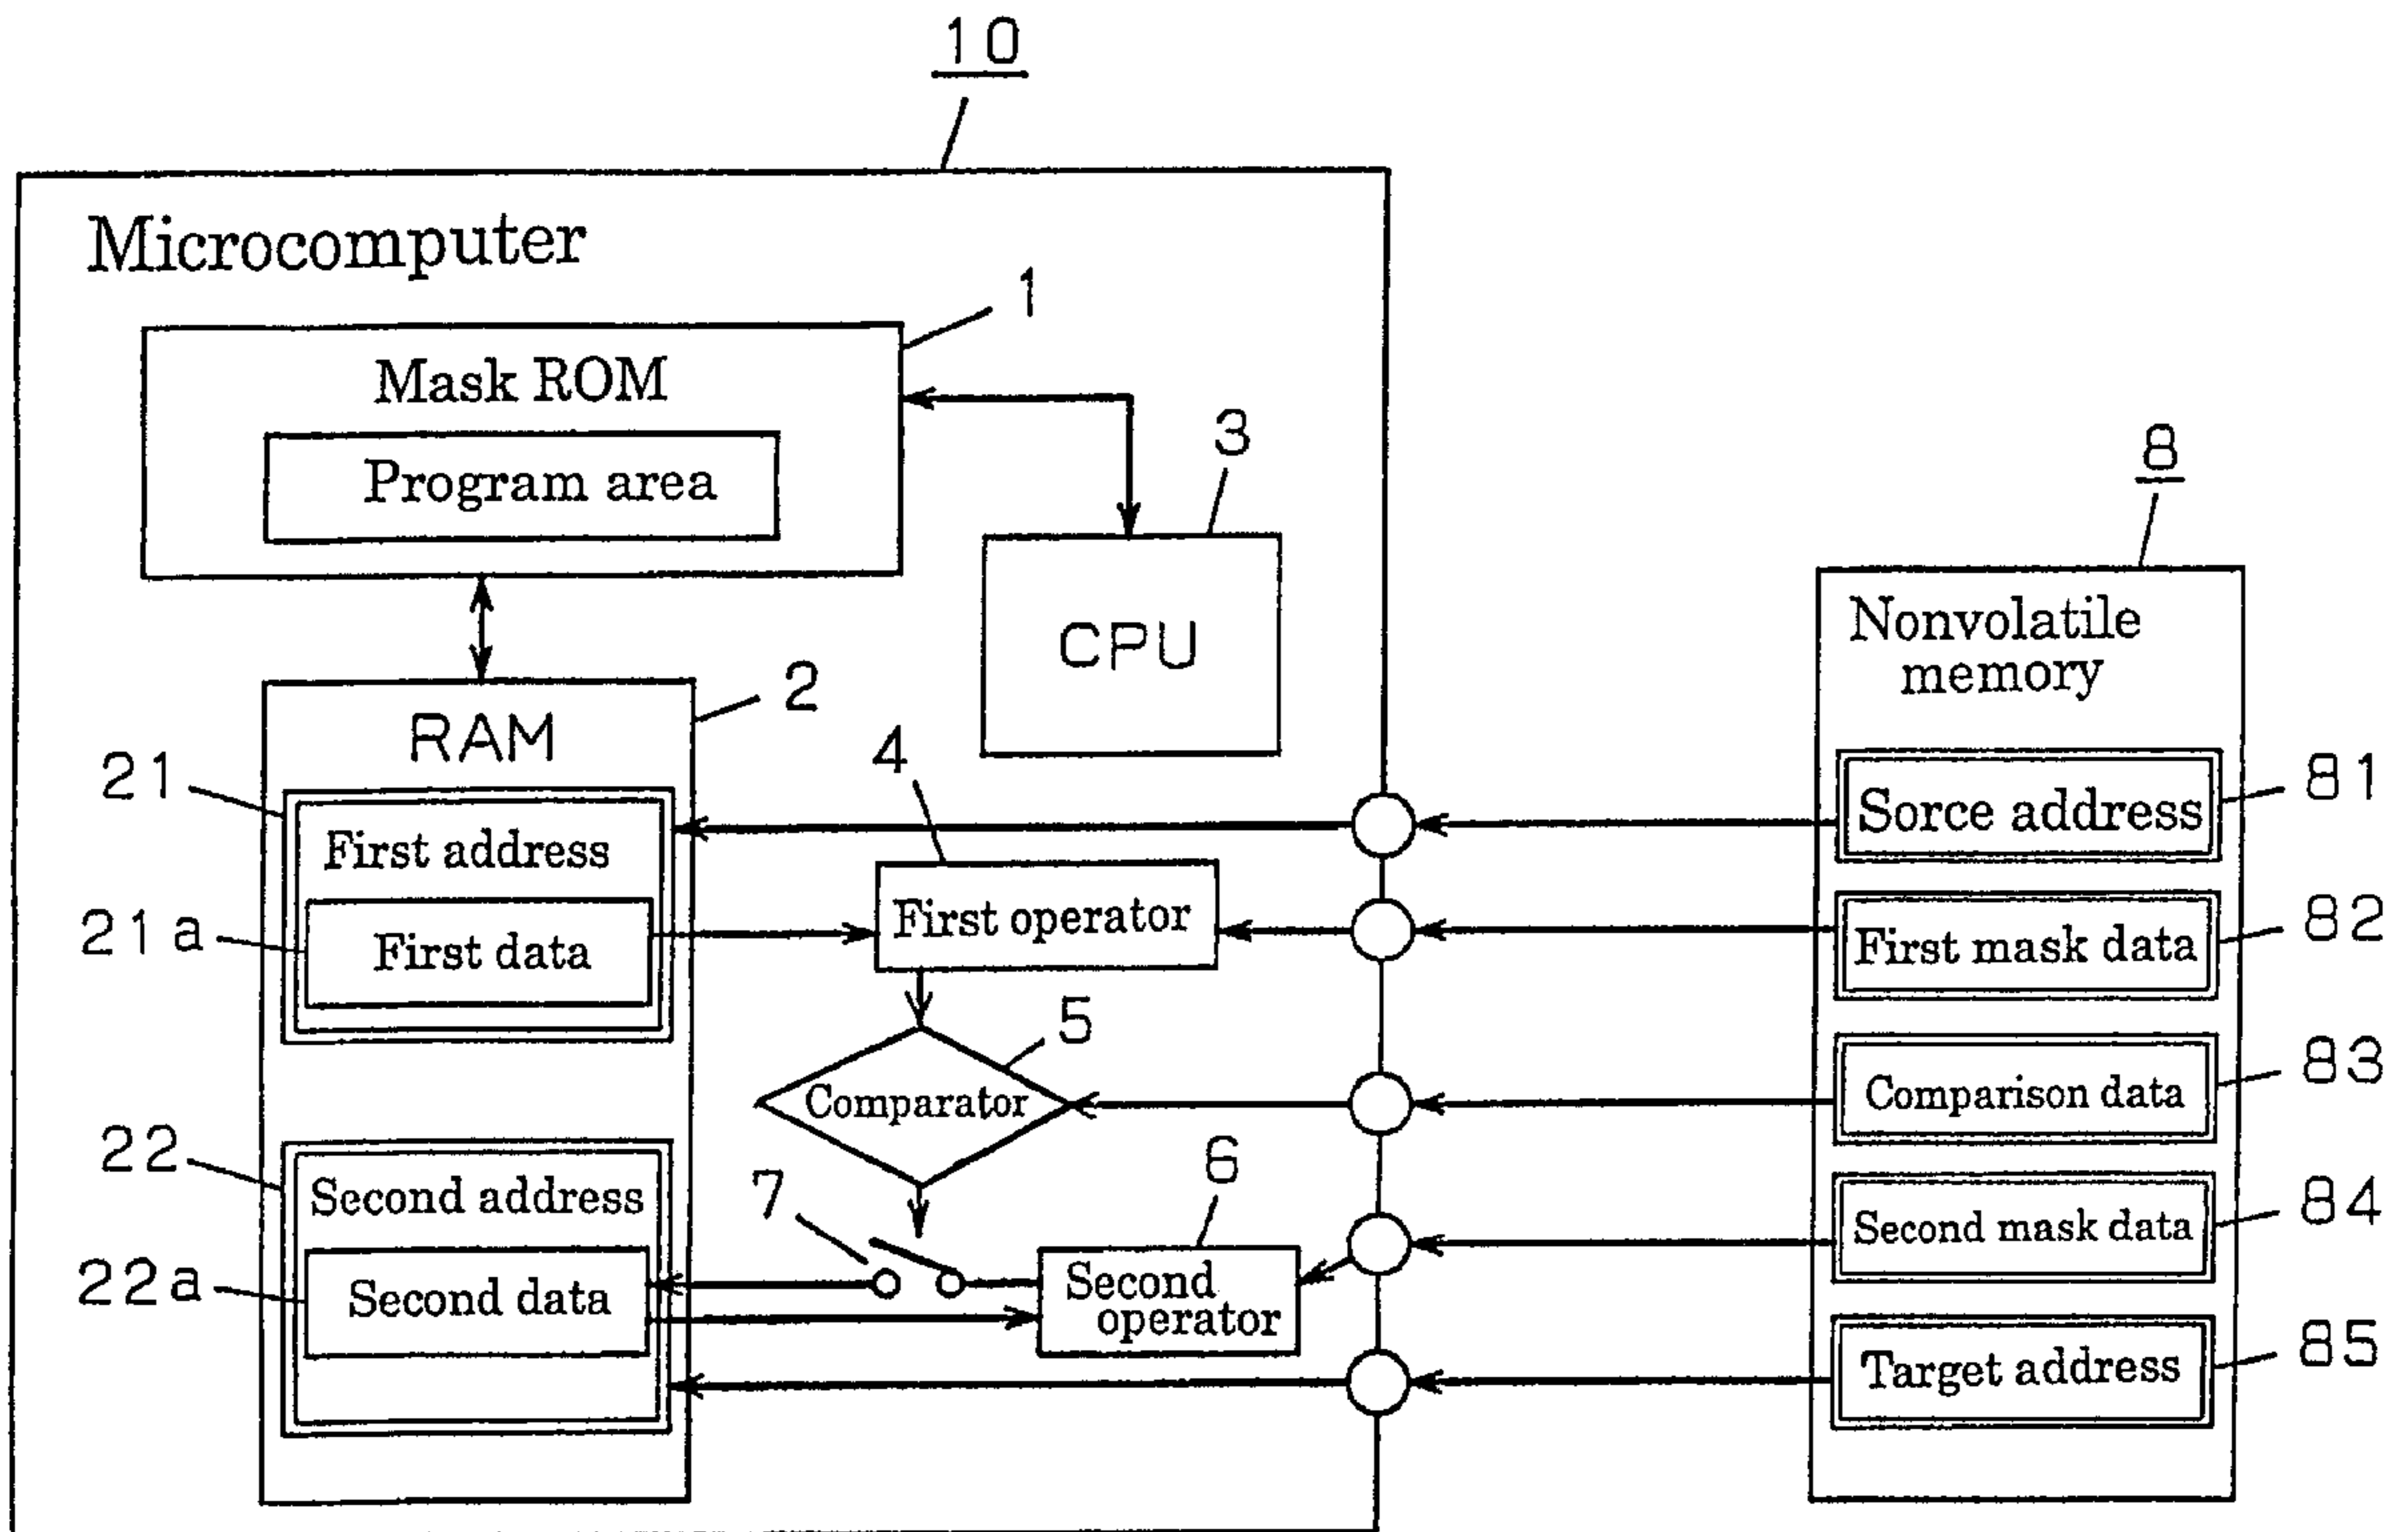 10
Microcomputer
1
Mask ROM
Program area
3
CPU
8
Nonvolatile
memory
2
RAM
21
First address
21a
First data
4
First operator
5
Comparator
22
Second address
22a
Second data
7
6
Second
operator
Sorce address
81
First mask data
82
Comparison data
83
Second mask data
84
Target address
85